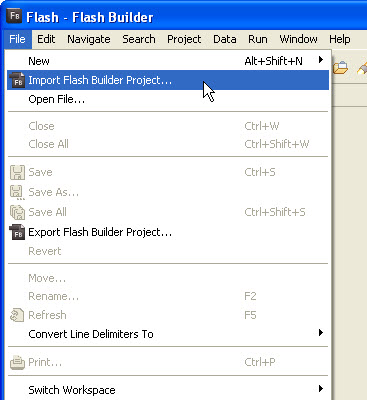 Fb Flash - Flash Builder
File Edit Navigate Search Project Data Run Window Help
New Alt+Shift+N
Fb Import Flash Builder Project...
Open File...
Close Ctrl+W
Close All Ctrl+Shift+W
Save Ctrl+S
Save As...
Save All Ctrl+Shift+S
Fb Export Flash Builder Project...
Revert
Move...
Rename... F2
Refresh F5
Convert Line Delimiters To
Print... Ctrl+P
Switch Workspace